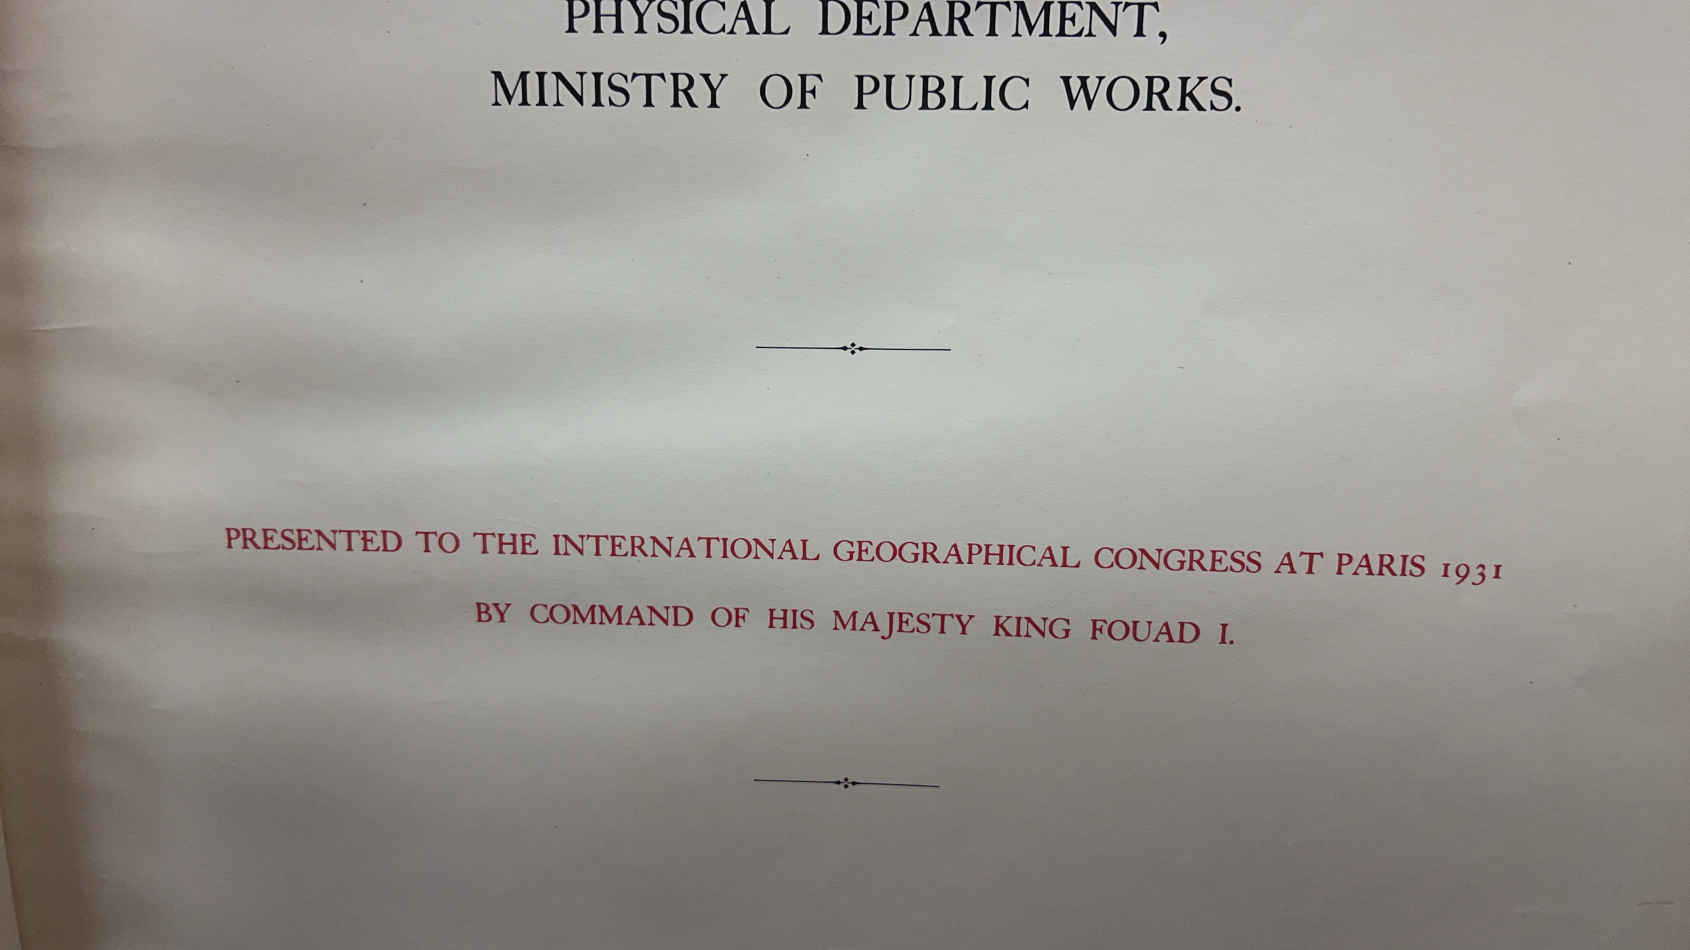 PHYSICAL DEPARTMENT,
MINISTRY OF PUBLIC WORKS.
PRESENTED TO THE INTERNATIONAL GEOGRAPHICAL CONGRESS AT PARIS 1931
BY COMMAND OF HIS MAJESTY KING FOUAD I.